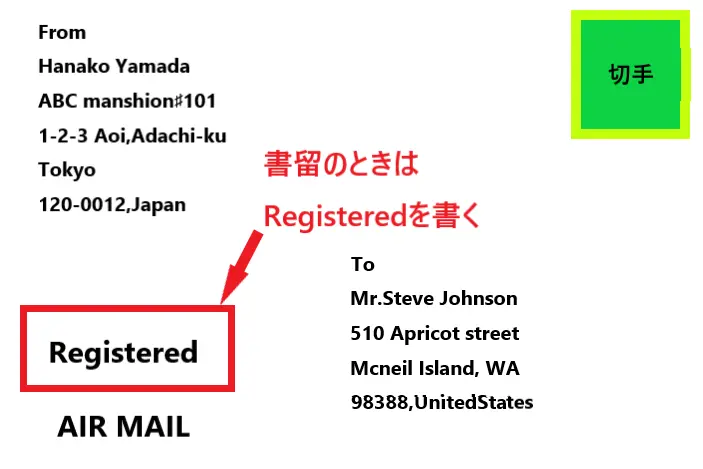 From
Hanako Yamada
ABC manshion♯101
1-2-3 Aoi,Adachi-ku
Tokyo
120-0012,Japan
切手
書留のときは
Registeredを書く
To
Mr.Steve Johnson
510 Apricot street
Mcneil Island, WA
98388,UnitedStates
Registered
AIR MAIL